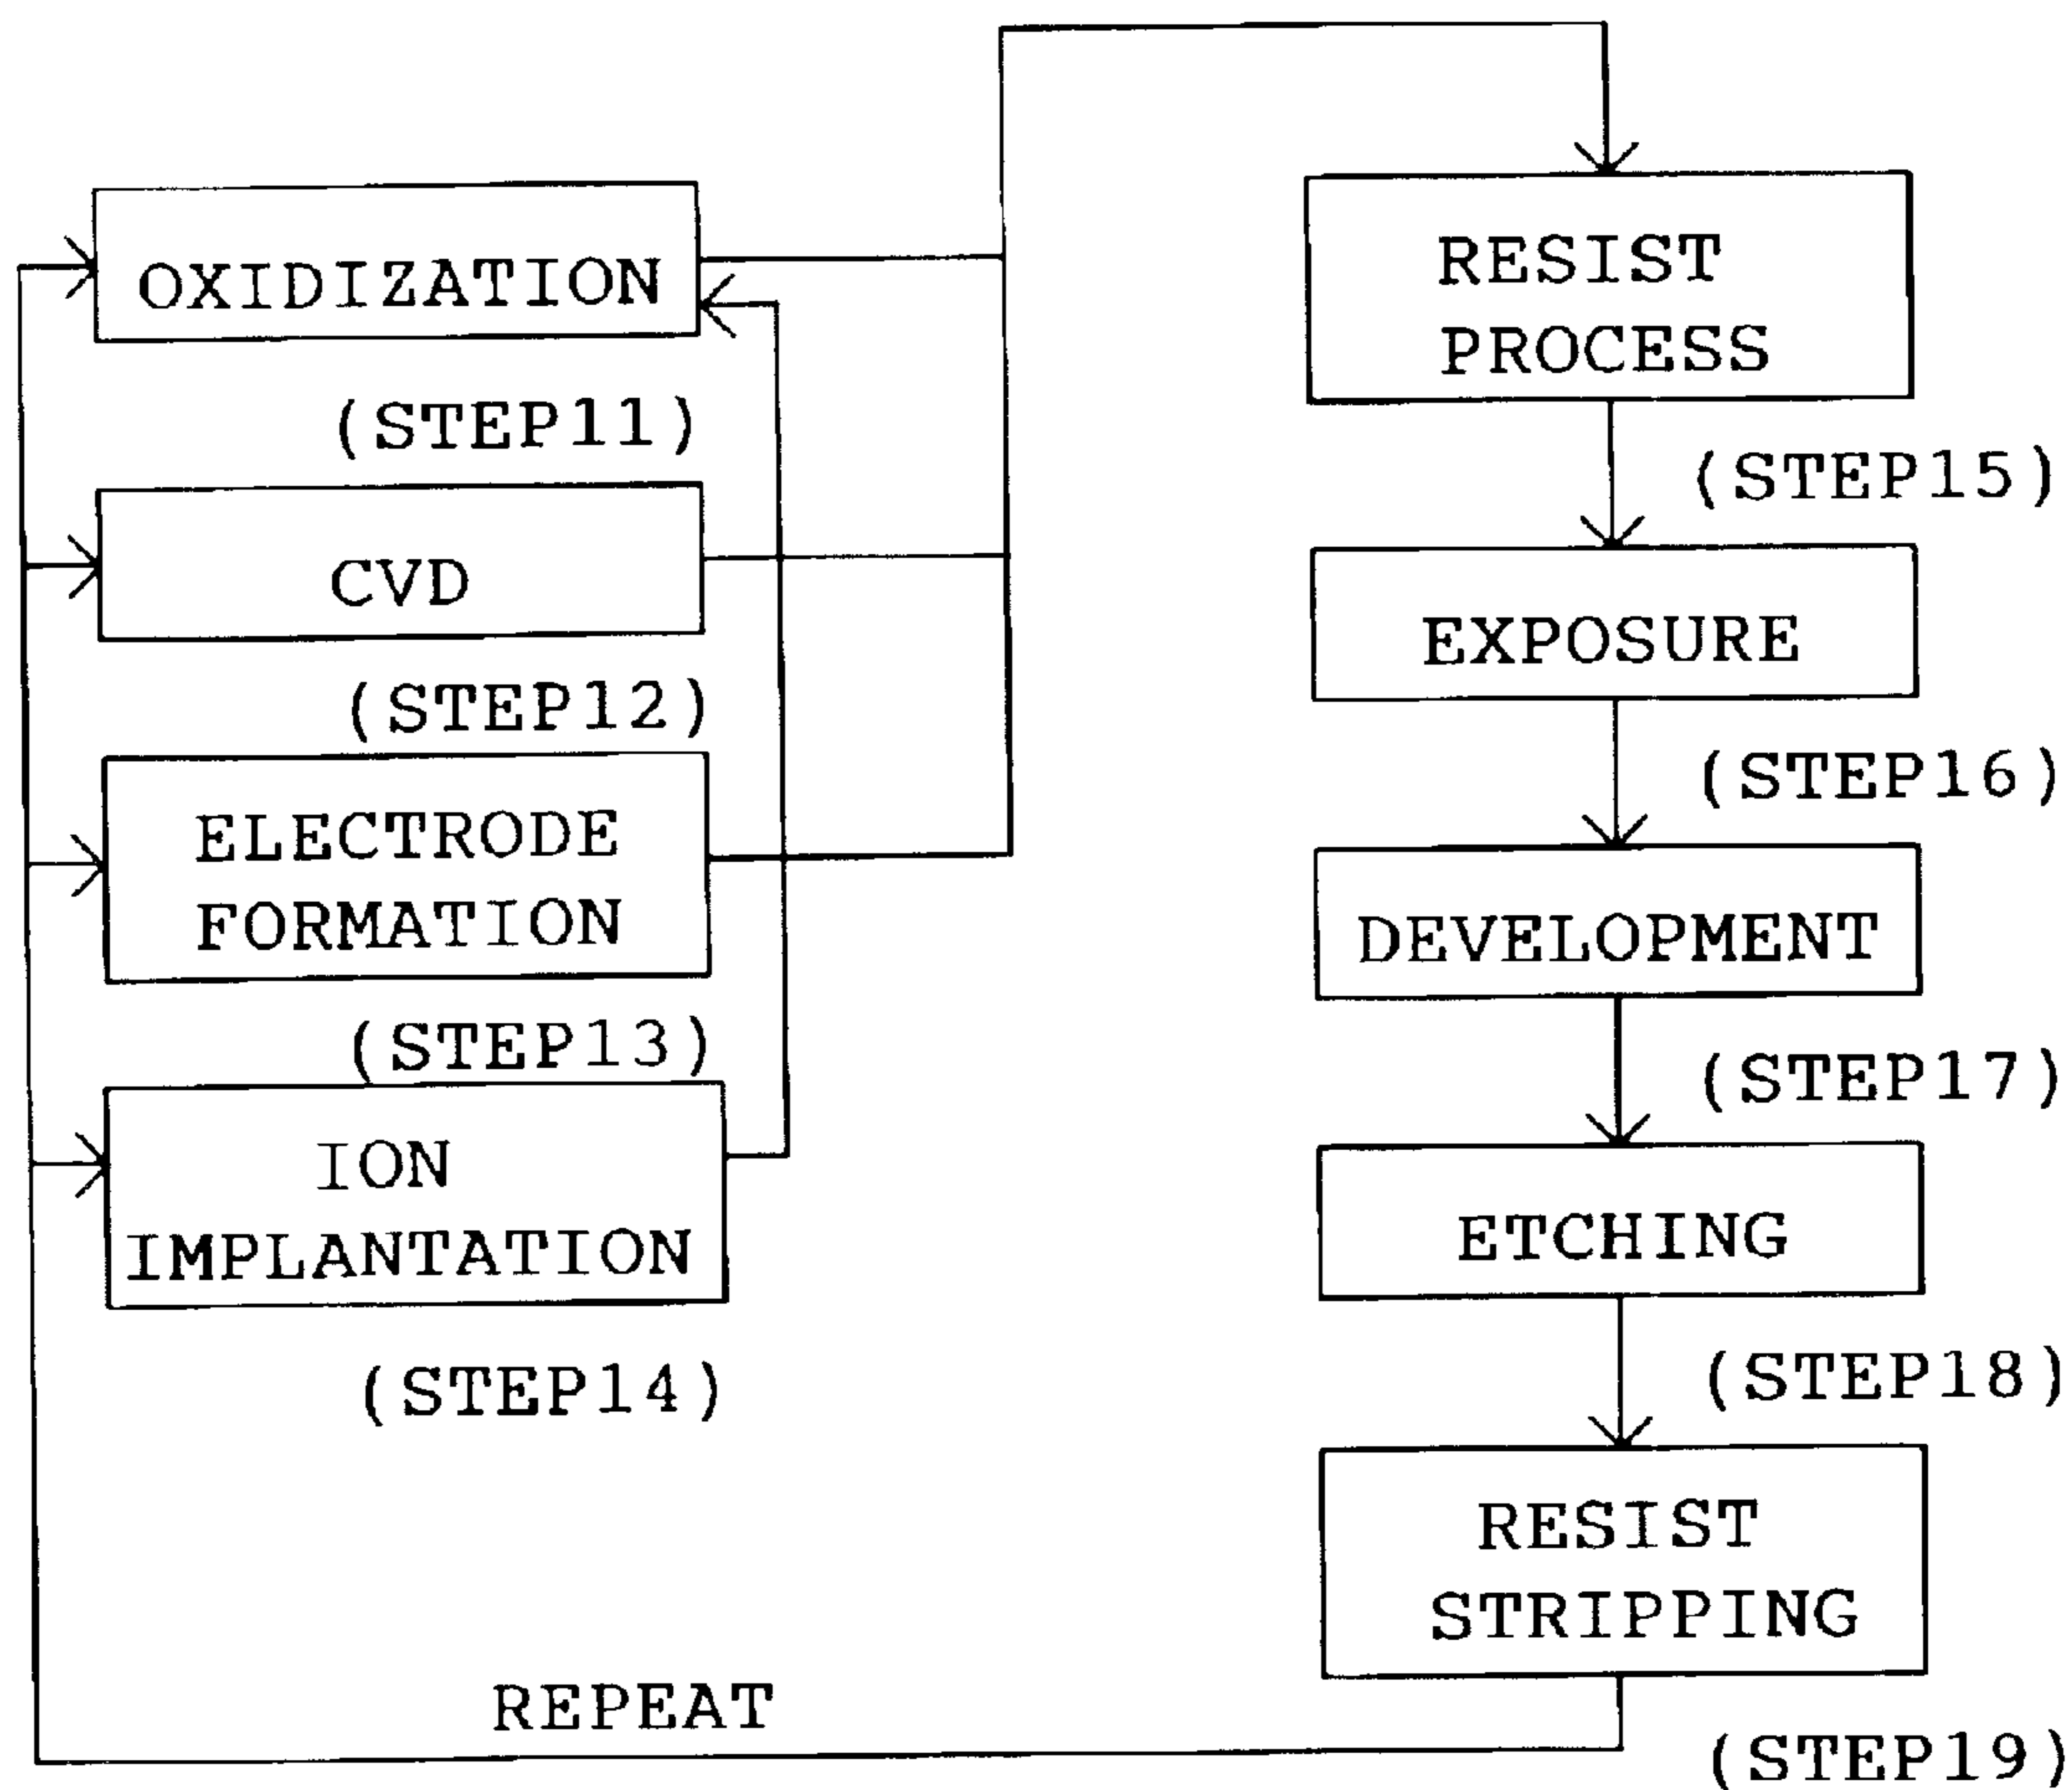 OXIDIZATION
(STEP11)
CVD
(STEP12)
ELECTRODE
FORMATION
(STEP13)
ION
IMPLANTATION
(STEP14)
RESIST
PROCESS
(STEP15)
EXPOSURE
(STEP16)
DEVELOPMENT
(STEP17)
ETCHING
(STEP18)
RESIST
STRIPPING
(STEP19)
REPEAT